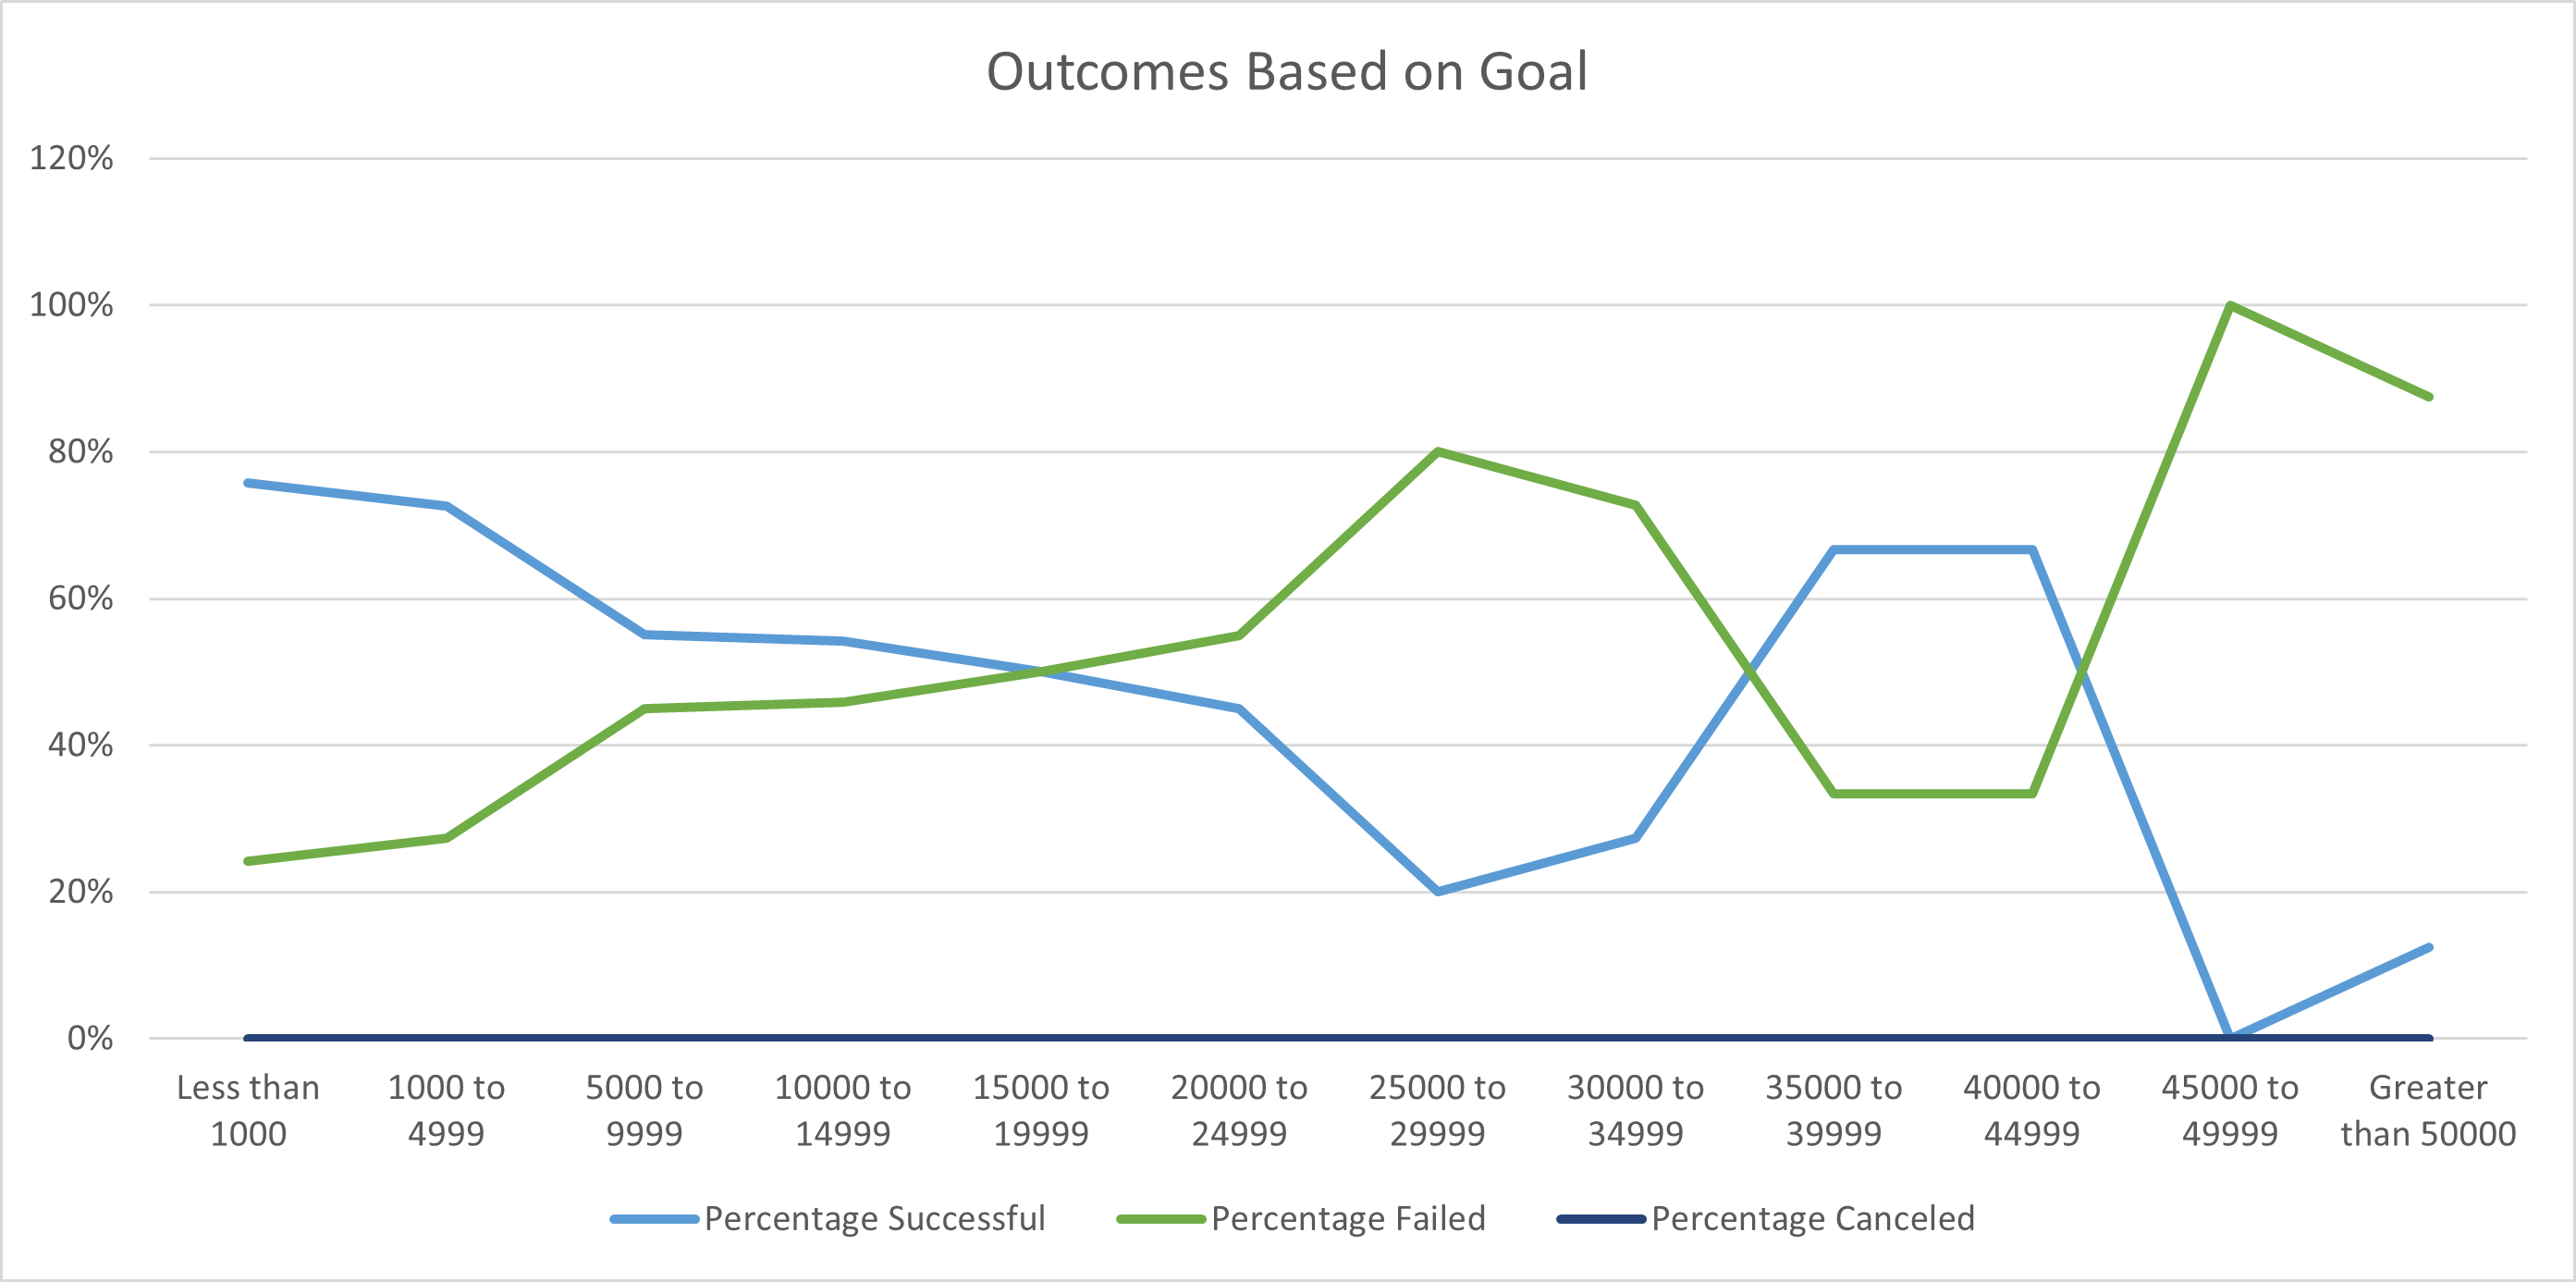 Outcomes Based on Goal
120%
100%
80%
60%
40%
20%
0%
Less than 1000 to 5000 to 10000 to 15000 to 20000 to 25000 to 30000 to 35000 to 40000 to 45000 to Greater
1000 4999 9999 14999 19999 24999 29999 34999 39999 44999 49999 than 50000
Percentage Successful Percentage Failed Percentage Canceled